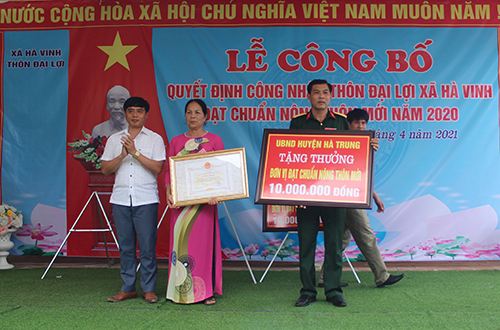 NƯỚC CỘNG HÒA XÃ HỘI CHỦ NGHĨA VIỆT NAM MUÔN NĂM
XÃ HÀ VINH
THÔN ĐẠI LỢI
LỄ CÔNG BỐ
QUYẾT ĐỊNH CÔNG NHẬN THÔN ĐẠI LỢI XÃ HÀ VINH
ĐẠT CHUẨN NÔNG THÔN MỚI NĂM 2020
tháng 4 năm 2021
UBND HUYỆN HÀ TRUNG
TẶNG THƯỞNG
ĐƠN VỊ ĐẠT CHUẨN NÔNG THÔN MỚI
10.000.000 ĐỒNG